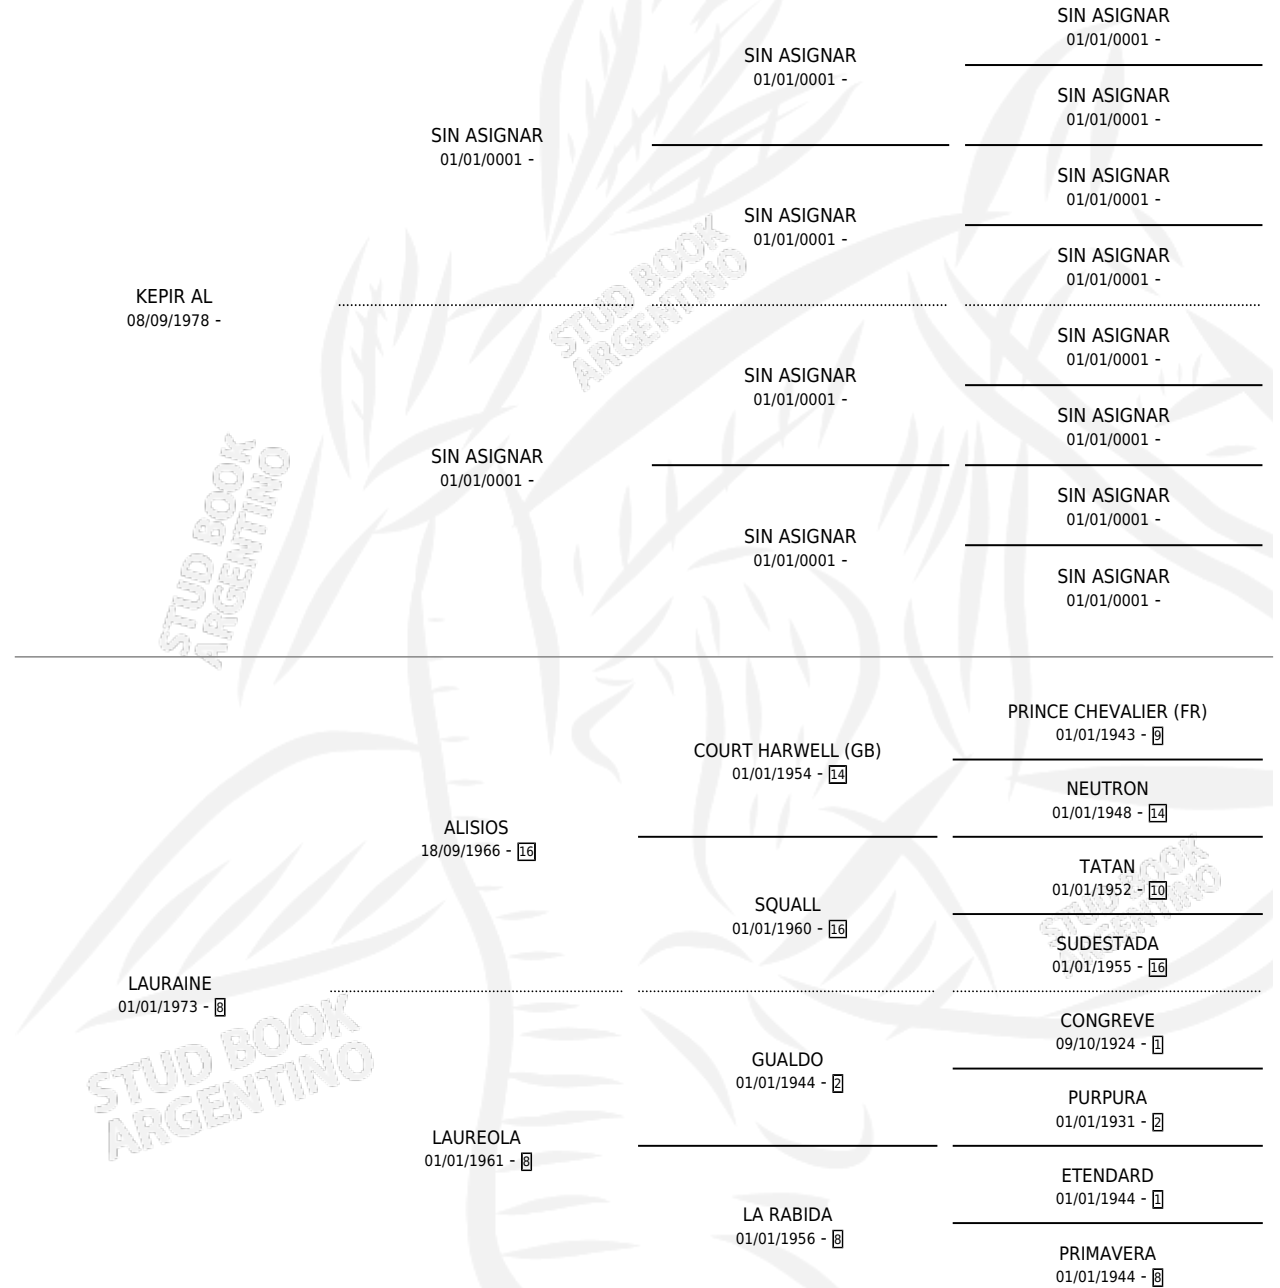 SIN ASIGNAR
01/01/0001 -
SIN ASIGNAR
01/01/0001 -
SIN ASIGNAR
01/01/0001 -
SIN ASIGNAR
01/01/0001 -
SIN ASIGNAR
01/01/0001 -
SIN ASIGNAR
01/01/0001 -
SIN ASIGNAR
01/01/0001 -
STUD BOOK
ARGENTINO
KEPIR AL
08/09/1978 -
SIN ASIGNAR
01/01/0001 -
SIN ASIGNAR
01/01/0001 -
SIN ASIGNAR
01/01/0001 -
SIN ASIGNAR
01/01/0001 -
SIN ASIGNAR
01/01/0001 -
SIN ASIGNAR
01/01/0001 -
SIN ASIGNAR
01/01/0001 -
STUD BOOK
ARGENTINO
PRINCE CHEVALIER (FR)
01/01/1943 - 9
COURT HARWELL (GB)
01/01/1954 - 14
NEUTRON
01/01/1948 - 14
ALISIOS
18/09/1966 - 16
TATAN
01/01/1952 - 10
SQUALL
01/01/1960 - 16
STUD BOOK
ARGENTINO
SUDESTADA
01/01/1955 - 16
LAURAINE
01/01/1973 - 8
CONGREVE
09/10/1924 - 1
STUD BOOK
ARGENTINO
GUALDO
01/01/1944 - 2
PURPURA
01/01/1931 - 2
LAUREOLA
01/01/1961 - 8
ETENDARD
01/01/1944 - 1
LA RABIDA
01/01/1956 - 8
PRIMAVERA
01/01/1944 - 8